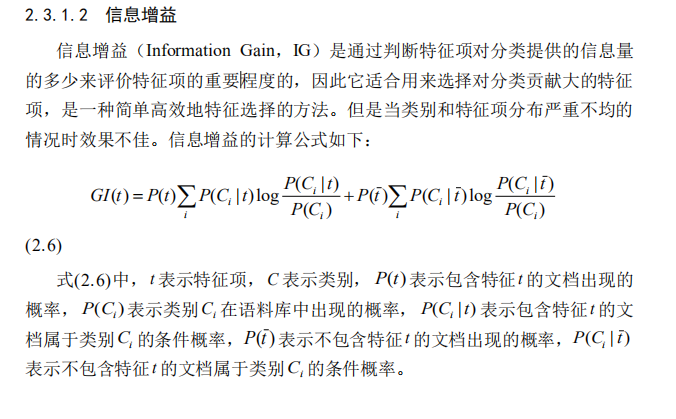 2.3.1.2 信息增益
信息增益（Information Gain，IG）是通过判断特征项对分类提供的信息量
的多少来评价特征项的重要程度的，因此它适合用来选择对分类贡献大的特征
项，是一种简单高效地特征选择的方法。但是当类别和特征项分布严重不均的
情况时效果不佳。信息增益的计算公式如下：
GI(t) = P(t)∑_i P(C_i | t) log P(C_i | t)/P(C_i) + P(t̄)∑_i P(C_i | t̄) log P(C_i | t̄)/P(C_i)
(2.6)
式(2.6)中，t 表示特征项，C 表示类别， P(t) 表示包含特征 t 的文档出现的
概率， P(C_i) 表示类别 C_i 在语料库中出现的概率， P(C_i | t) 表示包含特征 t 的文
档属于类别 C_i 的条件概率，P(t̄) 表示不包含特征 t 的文档出现的概率，P(C_i | t̄)
表示不包含特征 t 的文档属于类别 C_i 的条件概率。